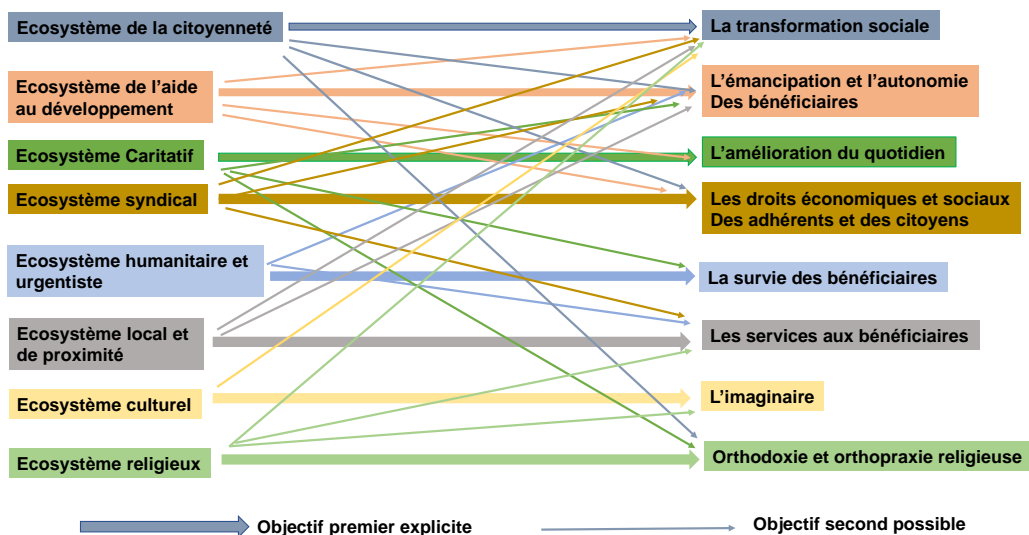 Ecosystème de la citoyenneté
La transformation sociale
Ecosystème de l'aide
au développement
L'émancipation et l'autonomie
Des bénéficiaires
Ecosystème Caritatif
L'amélioration du quotidien
Ecosystème syndical
Les droits économiques et sociaux
Des adhérents et des citoyens
Ecosystème humanitaire et
urgentiste
La survie des bénéficiaires
Ecosystème local et
de proximité
Les services aux bénéficiaires
Ecosystème culturel
L'imaginaire
Ecosystème religieux
Orthodoxie et orthopraxie religieuse
Objectif premier explicite
Objectif second possible